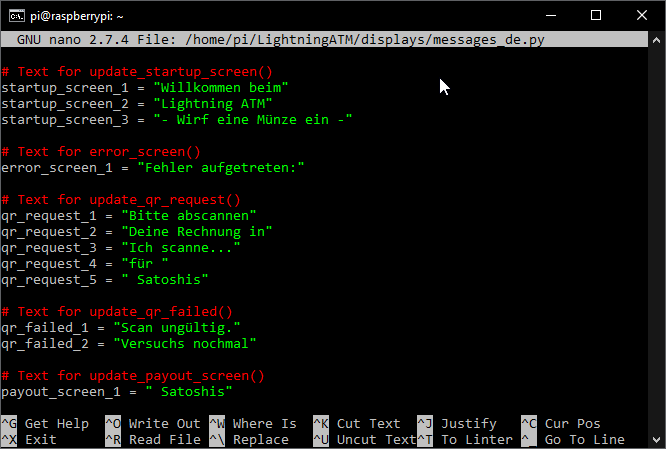 pi@raspberrypi: ~
GNU nano 2.7.4 File: /home/pi/LightningATM/displays/messages_de.py
# Text for update_startup_screen()
startup_screen_1 = "Willkommen beim"
startup_screen_2 = "Lightning ATM"
startup_screen_3 = "- Wirf eine Münze ein -"
# Text for error_screen()
error_screen_1 = "Fehler aufgetreten:"
# Text for update_qr_request()
qr_request_1 = "Bitte abscannen"
qr_request_2 = "Deine Rechnung in"
qr_request_3 = "Ich scanne..."
qr_request_4 = "für "
qr_request_5 = " Satoshis"
# Text for update_qr_failed()
qr_failed_1 = "Scan ungültig."
qr_failed_2 = "Versuchs nochmal"
# Text for update_payout_screen()
payout_screen_1 = " Satoshis"
^G Get Help ^O Write Out ^W Where Is ^K Cut Text ^J Justify ^C Cur Pos
^X Exit ^R Read File ^\ Replace ^U Uncut Text ^T To Linter ^_ Go To Line